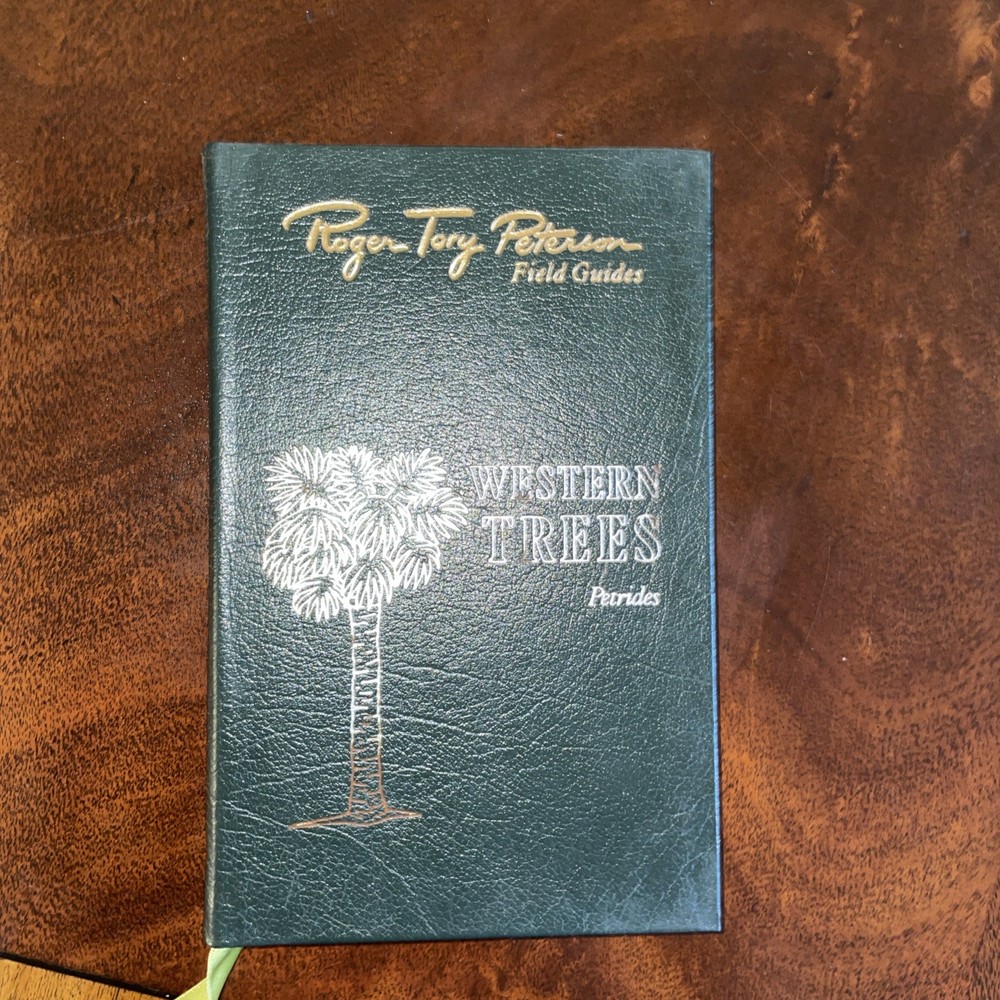 Roger Tory Peterson
Field Guides
WESTERN
TREES
Petrides